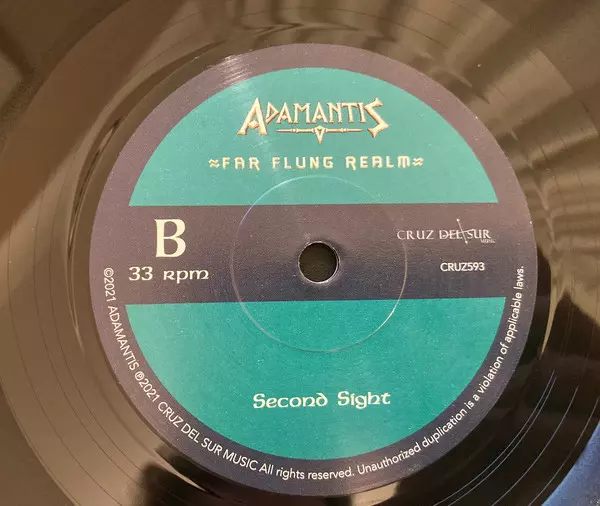 ADAMANTIS
≈FAR FLUNG REALM≈
B
33 rpm
CRUZ DEL SUR
MUSIC
CRUZ593
Second Sight
©2021 ADAMANTIS ℗2021 CRUZ DEL SUR MUSIC All rights reserved. Unauthorized duplication is a violation of applicable laws.